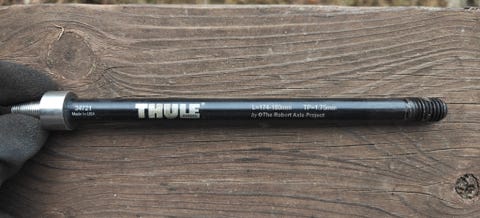 34/21
Made in USA
THULE
L=174-180mm TP=1.75mm
by ©The Robert Axle Project